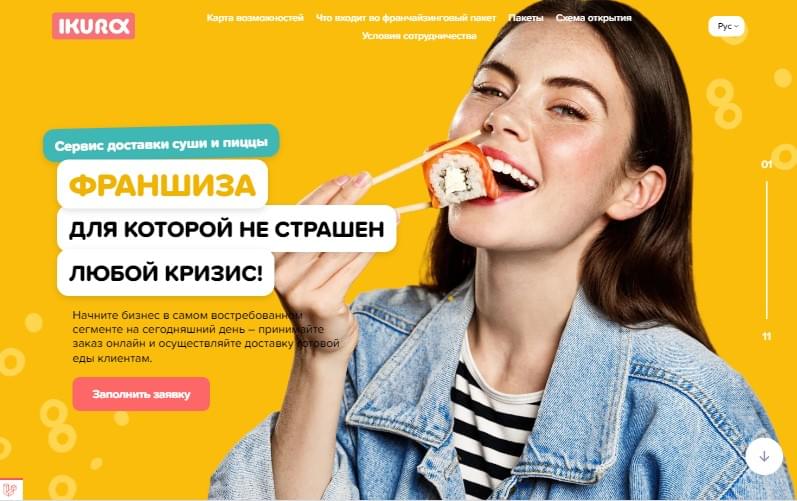 IKURA
Карта возможностей
Что входит во франчайзинговый пакет
Пакеты
Схема открытия
Условия сотрудничества
Рус
Сервис доставки суши и пиццы
ФРАНШИЗА
ДЛЯ КОТОРОЙ НЕ СТРАШЕН
ЛЮБОЙ КРИЗИС!
Начните бизнес в самом востребованном
сегменте на сегодняшний день – принимайте
заказ онлайн и осуществляйте доставку готовой
еды клиентам.
Заполнить заявку
01
11